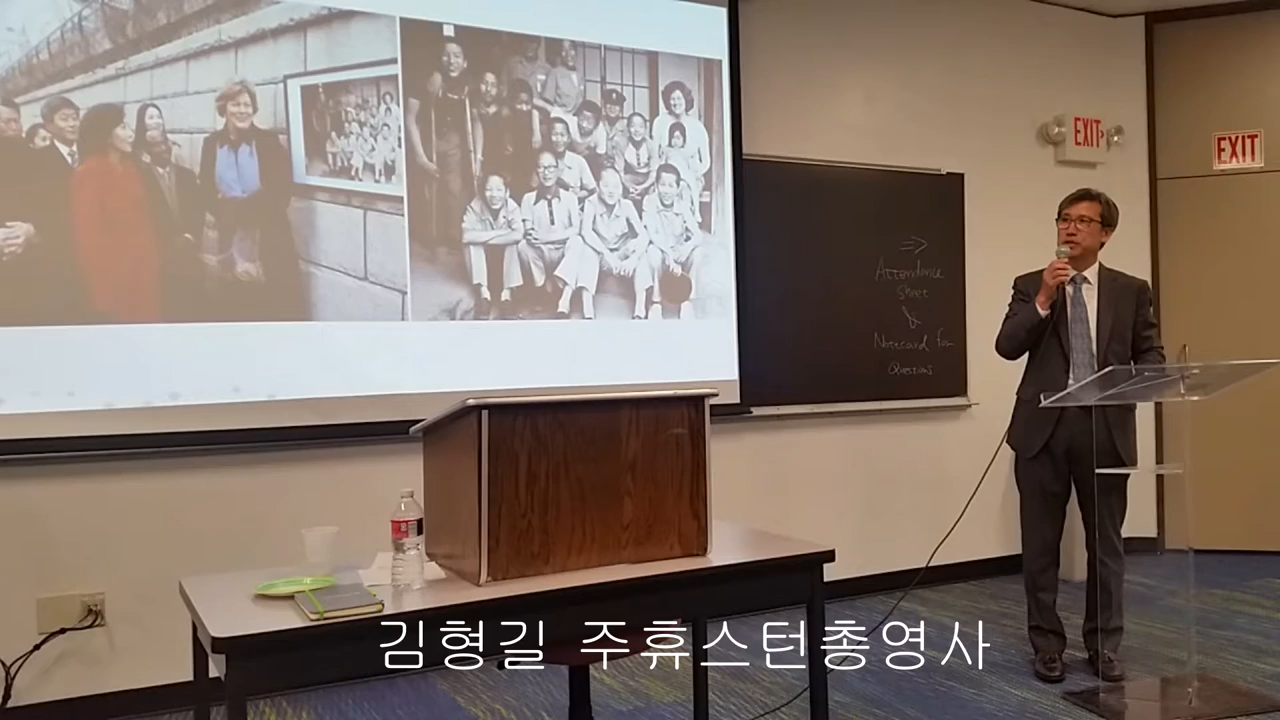 EXIT
EXIT
=>
Attendance
Sheet
&
Notecard for
Questions
김형길 주휴스턴총영사